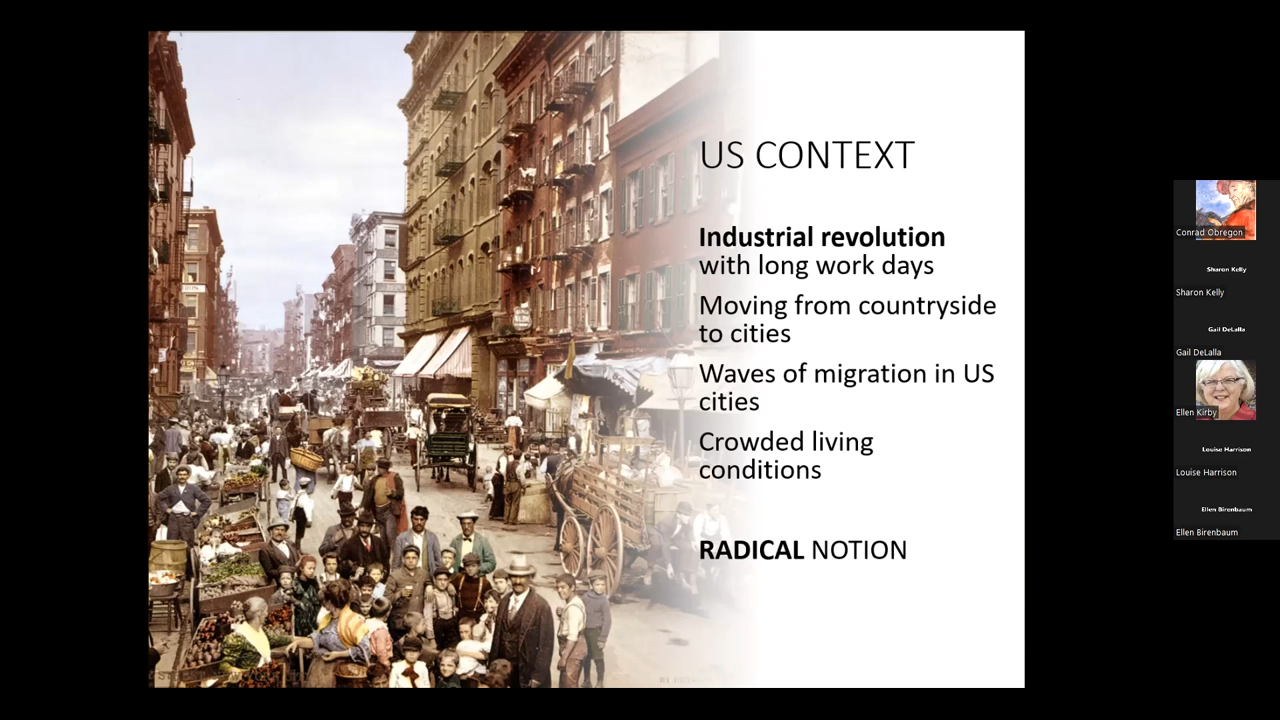 US CONTEXT
Industrial revolution
with long work days
Moving from countryside
to cities
Waves of migration in US
cities
Crowded living
conditions
RADICAL NOTION
Conrad Obregon
Sharon Kelly
Sharon Kelly
Gail DeLalla
Gail DeLalla
Ellen Kirby
Louise Harrison
Louise Harrison
Ellen Birenbaum
Ellen Birenbaum